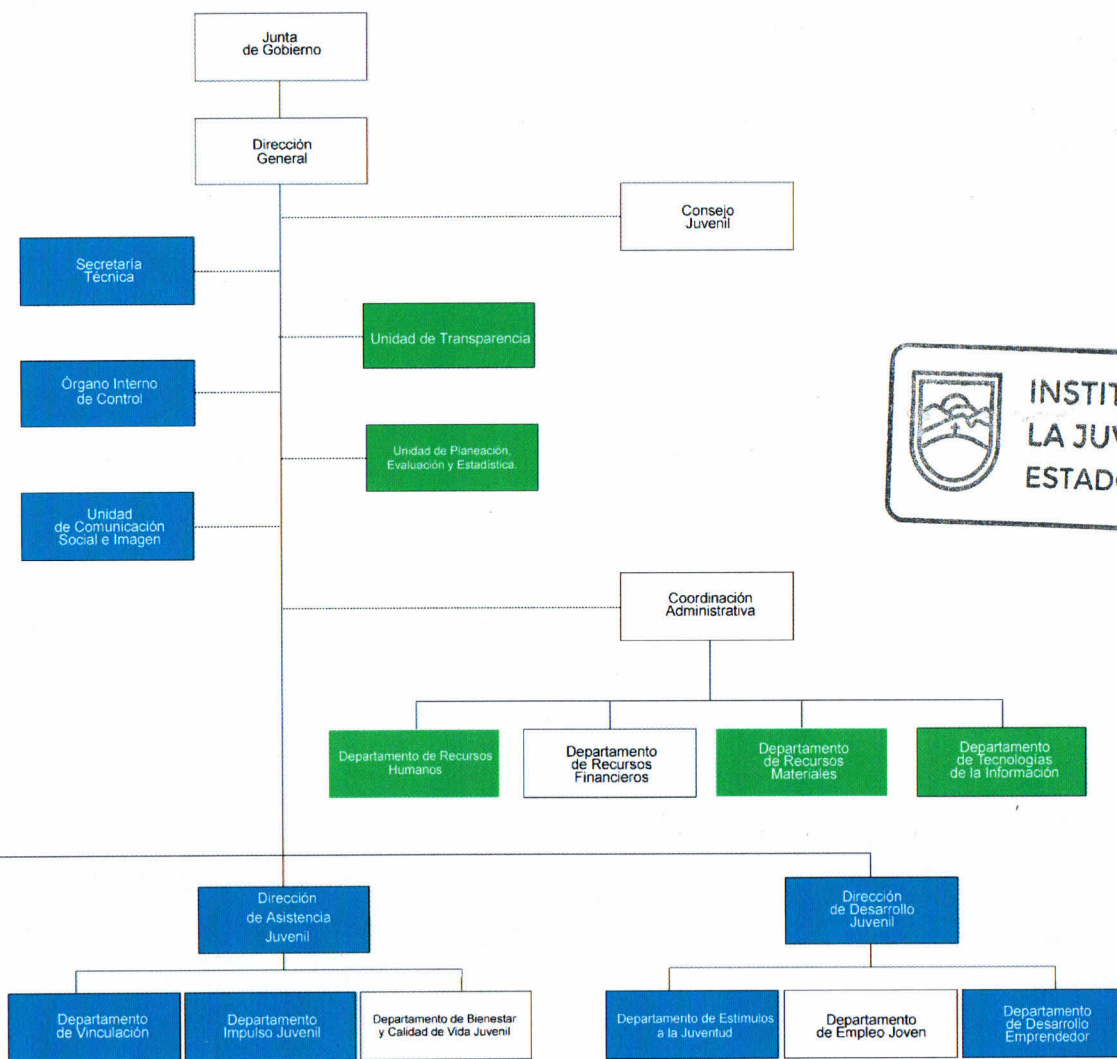 Junta
de Gobierno
Dirección
General
Consejo
Juvenil
Secretaría
Técnica
Unidad de Transparencia
Órgano Interno
de Control
INSTIT
LA JUV
ESTADO
Unidad de Planeación,
Evaluación y Estadística.
Unidad
de Comunicación
Social e Imagen
Coordinación
Administrativa
Departamento de Recursos
Humanos
Departamento
de Recursos
Financieros
Departamento
de Recursos
Materiales
Departamento
de Tecnologías
de la Información
Dirección
de Asistencia
Juvenil
Dirección
de Desarrollo
Juvenil
Departamento
de Vinculación
Departamento
Impulso Juvenil
Departamento de Bienestar
y Calidad de Vida Juvenil
Departamento de Estímulos
a la Juventud
Departamento
de Empleo Joven
Departamento
de Desarrollo
Emprendedor